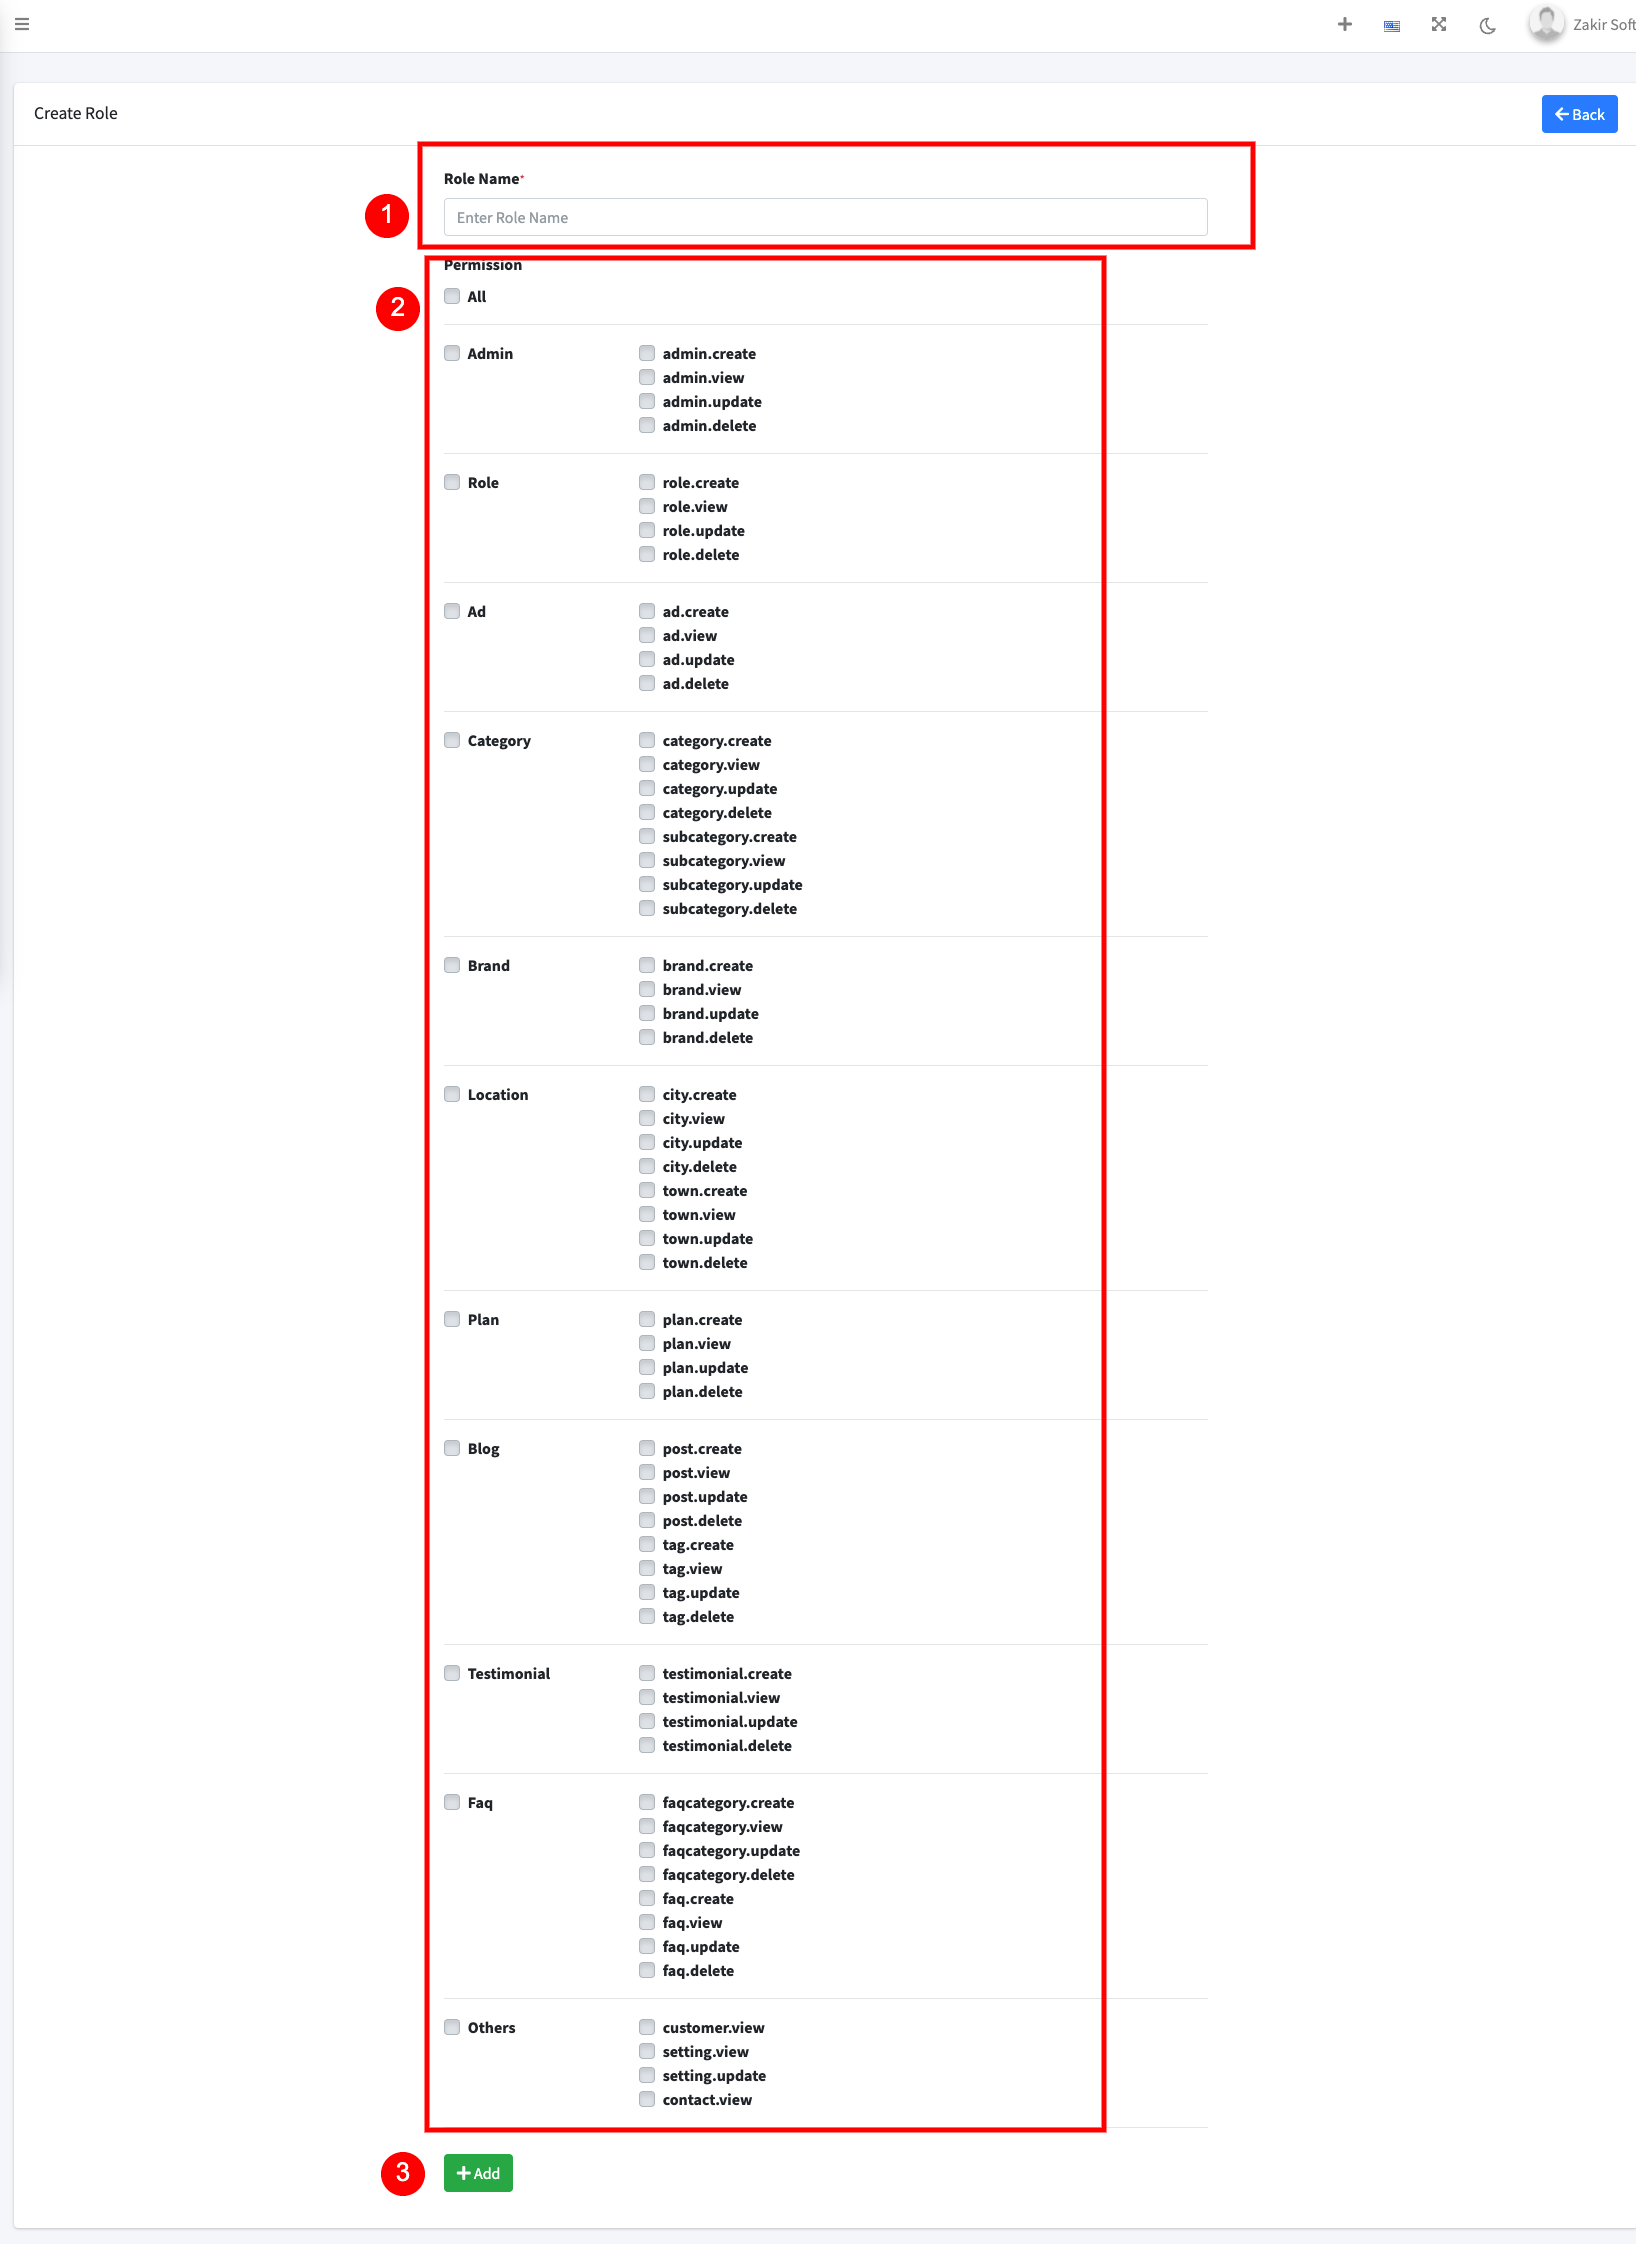 Zakir Soft
Create Role
Back
Role Name*
1
Enter Role Name
Permission
2
All
Admin
admin.create
admin.view
admin.update
admin.delete
Role
role.create
role.view
role.update
role.delete
Ad
ad.create
ad.view
ad.update
ad.delete
Category
category.create
category.view
category.update
category.delete
subcategory.create
subcategory.view
subcategory.update
subcategory.delete
Brand
brand.create
brand.view
brand.update
brand.delete
Location
city.create
city.view
city.update
city.delete
town.create
town.view
town.update
town.delete
Plan
plan.create
plan.view
plan.update
plan.delete
Blog
post.create
post.view
post.update
post.delete
tag.create
tag.view
tag.update
tag.delete
Testimonial
testimonial.create
testimonial.view
testimonial.update
testimonial.delete
Faq
faqcategory.create
faqcategory.view
faqcategory.update
faqcategory.delete
faq.create
faq.view
faq.update
faq.delete
Others
customer.view
setting.view
setting.update
contact.view
3
Add